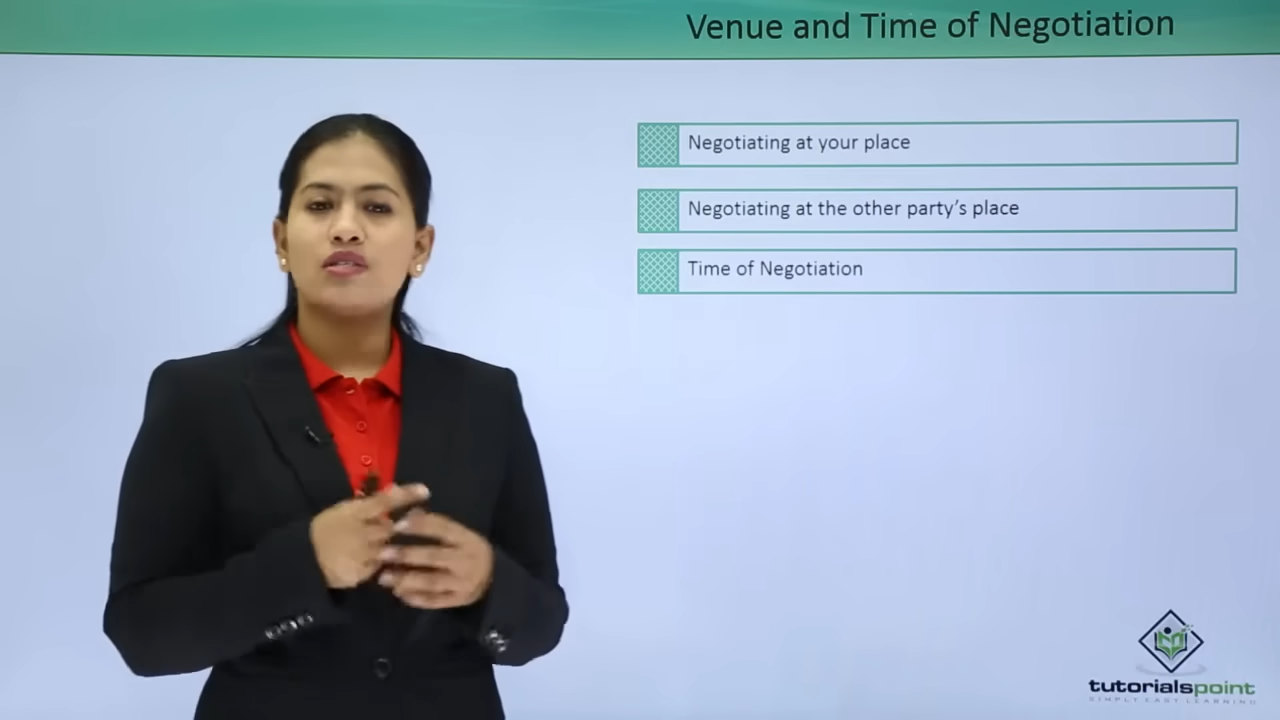 Venue and Time of Negotiation
Negotiating at your place
Negotiating at the other party’s place
Time of Negotiation
tutorialspoint
SIMPLY EASY LEARNING